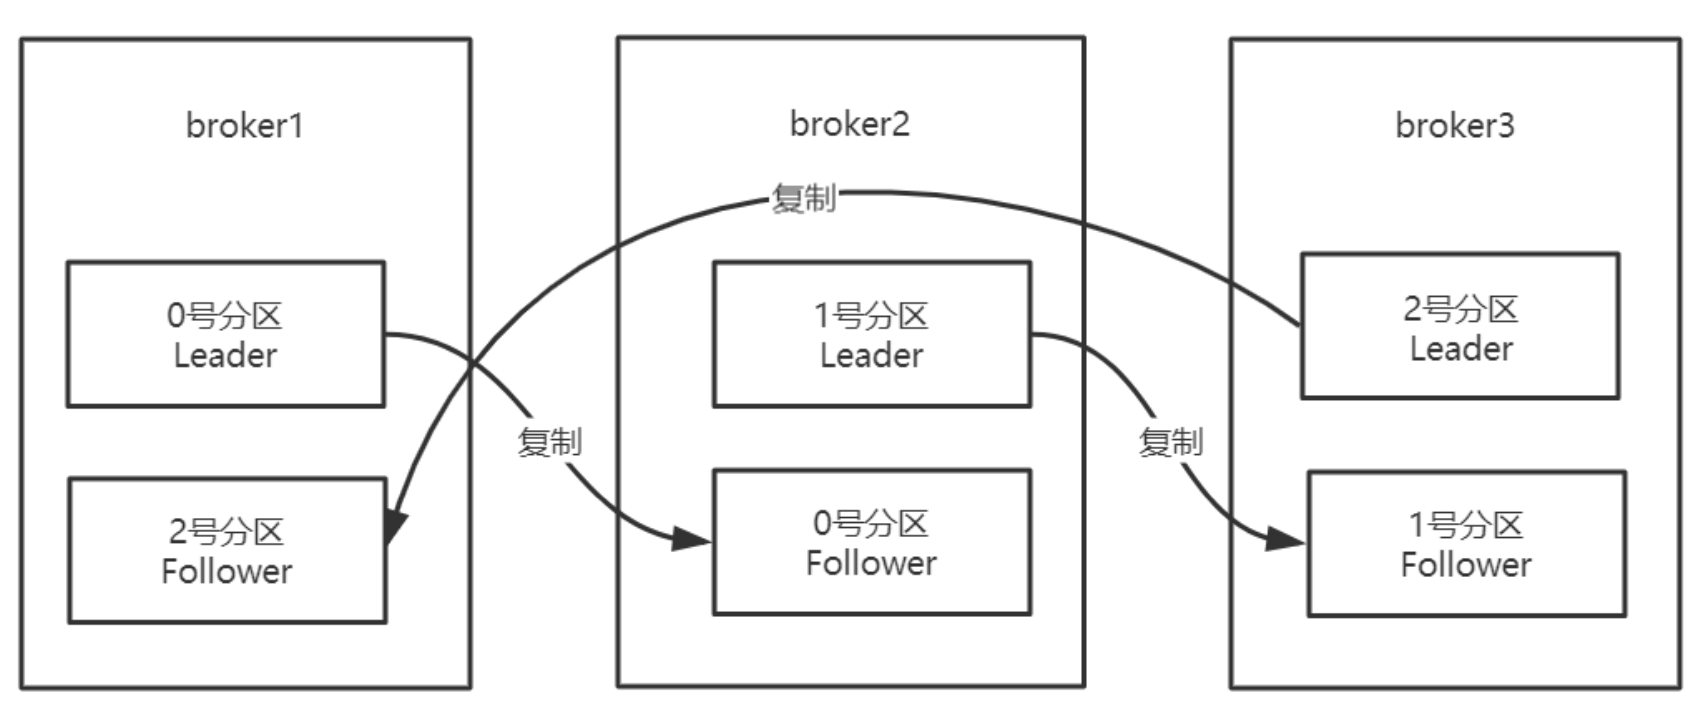 broker1
broker2
broker3
复制
0号分区
Leader
1号分区
Leader
2号分区
Leader
复制
复制
2号分区
Follower
0号分区
Follower
1号分区
Follower